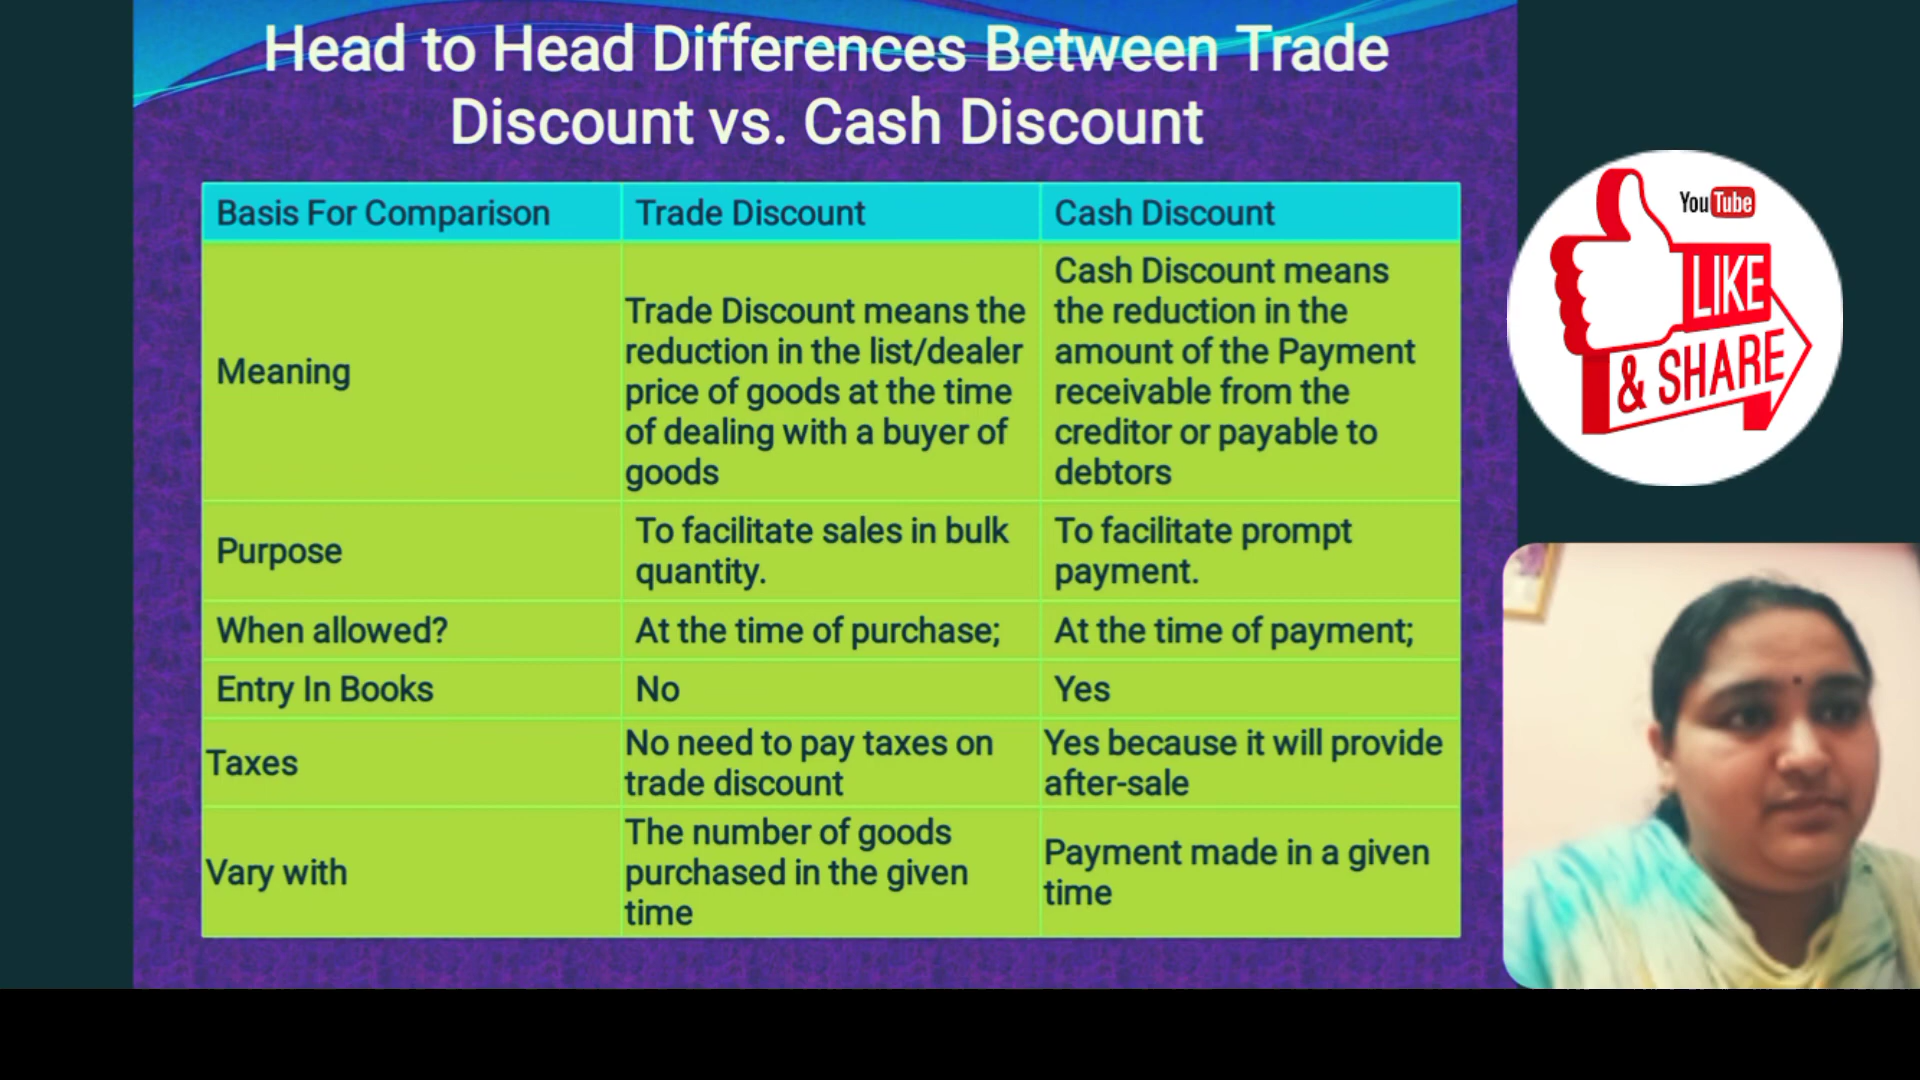 Head to Head Differences Between Trade
Discount vs. Cash Discount
Basis For Comparison
Trade Discount
Cash Discount
Meaning
Trade Discount means the
reduction in the list/dealer
price of goods at the time
of dealing with a buyer of
goods
Cash Discount means
the reduction in the
amount of the Payment
receivable from the
creditor or payable to
debtors
Purpose
To facilitate sales in bulk
quantity.
To facilitate prompt
payment.
When allowed?
At the time of purchase;
At the time of payment;
Entry In Books
No
Yes
Taxes
No need to pay taxes on
trade discount
Yes because it will provide
after-sale
Vary with
The number of goods
purchased in the given
time
Payment made in a given
time
YouTube
LIKE
& SHARE